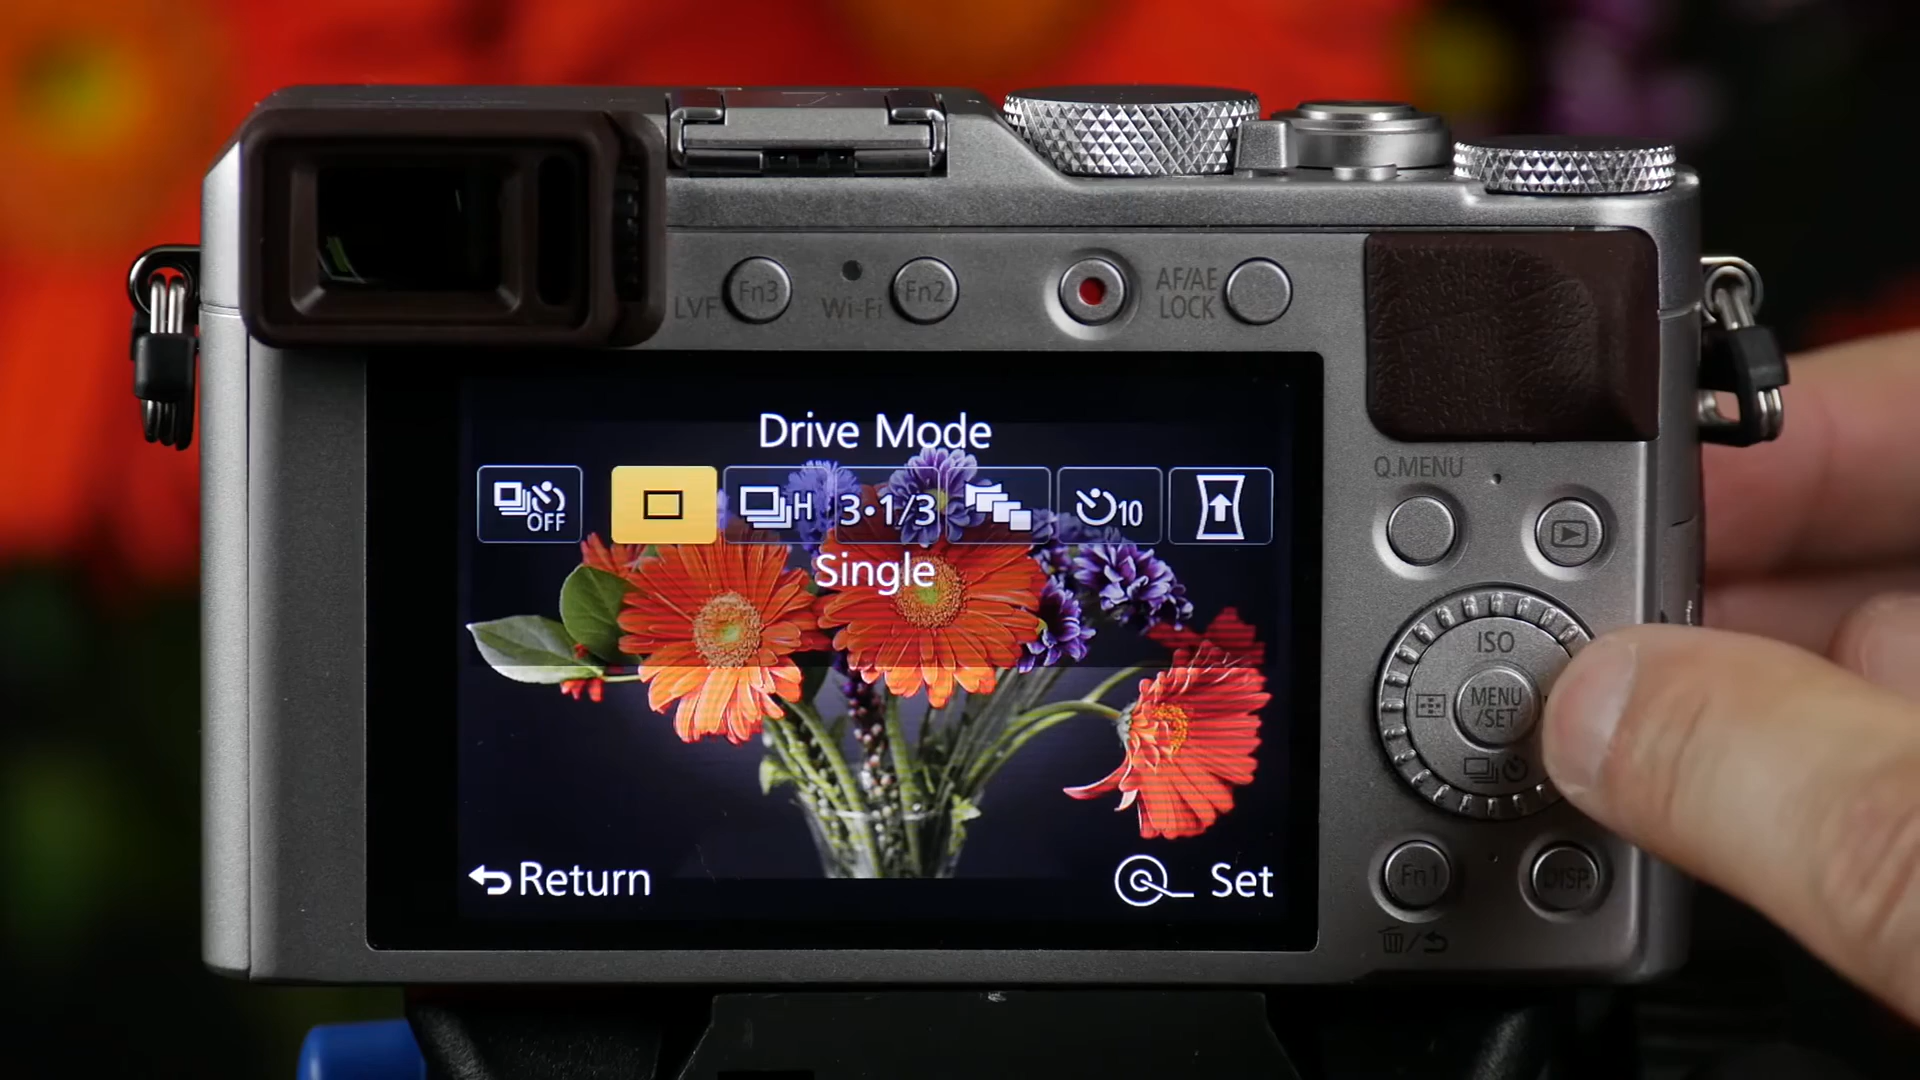 LVF
Fn3
Wi-Fi
Fn2
AF/AE
LOCK
Q.MENU
Drive Mode
OFF
H
3•1/3
10
Single
ISO
MENU
/SET
Return
Set
Fn1
DISP.